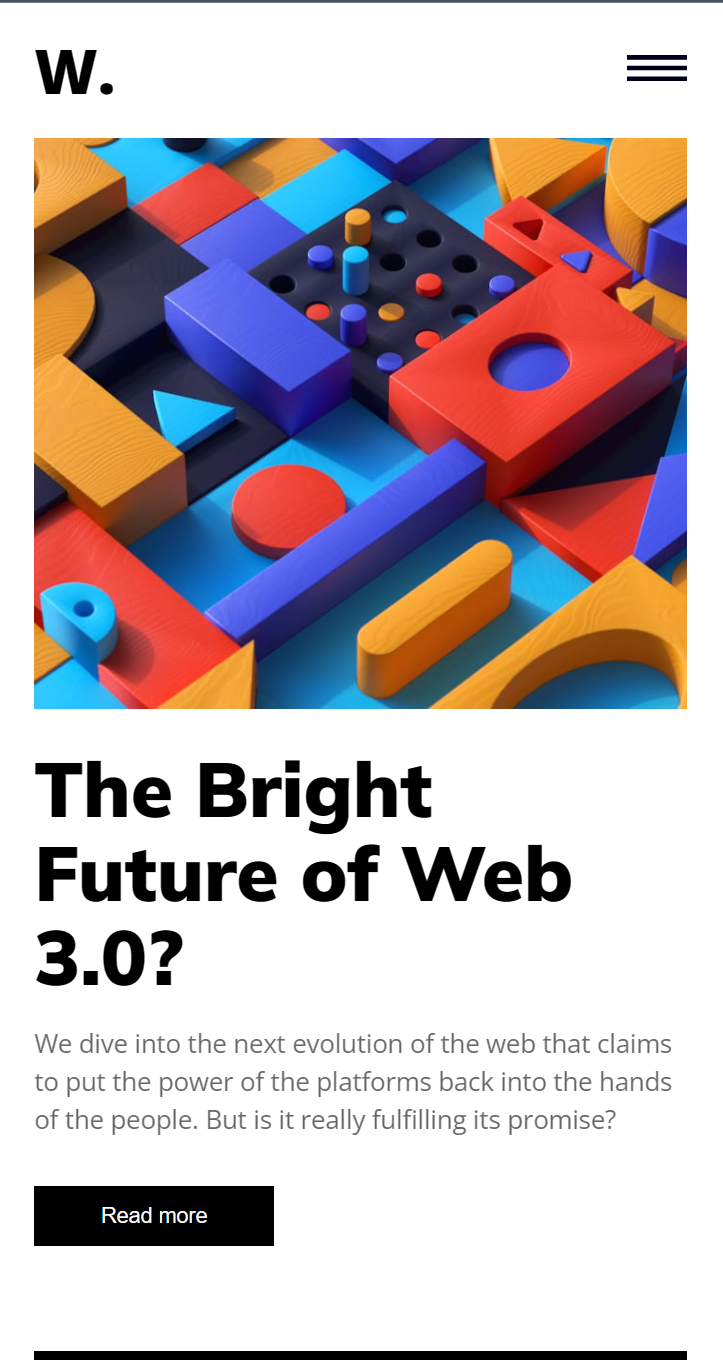 W.
The Bright
Future of Web
3.0?
We dive into the next evolution of the web that claims
to put the power of the platforms back into the hands
of the people. But is it really fulfilling its promise?
Read more